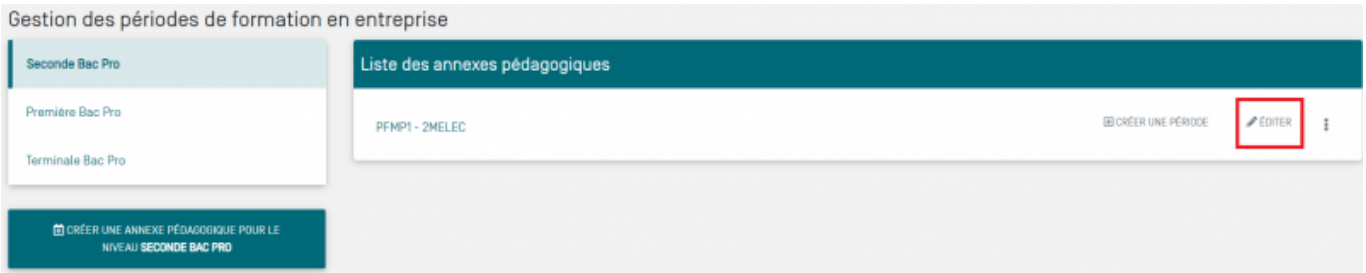 Gestion des périodes de formation en entreprise
Seconde Bac Pro
Première Bac Pro
Terminale Bac Pro
CRÉER UNE ANNEXE PÉDAGOGIQUE POUR LE
NIVEAU SECONDE BAC PRO
Liste des annexes pédagogiques
PFMP1 - 2MELEC
CRÉER UNE PÉRIODE
ÉDITER